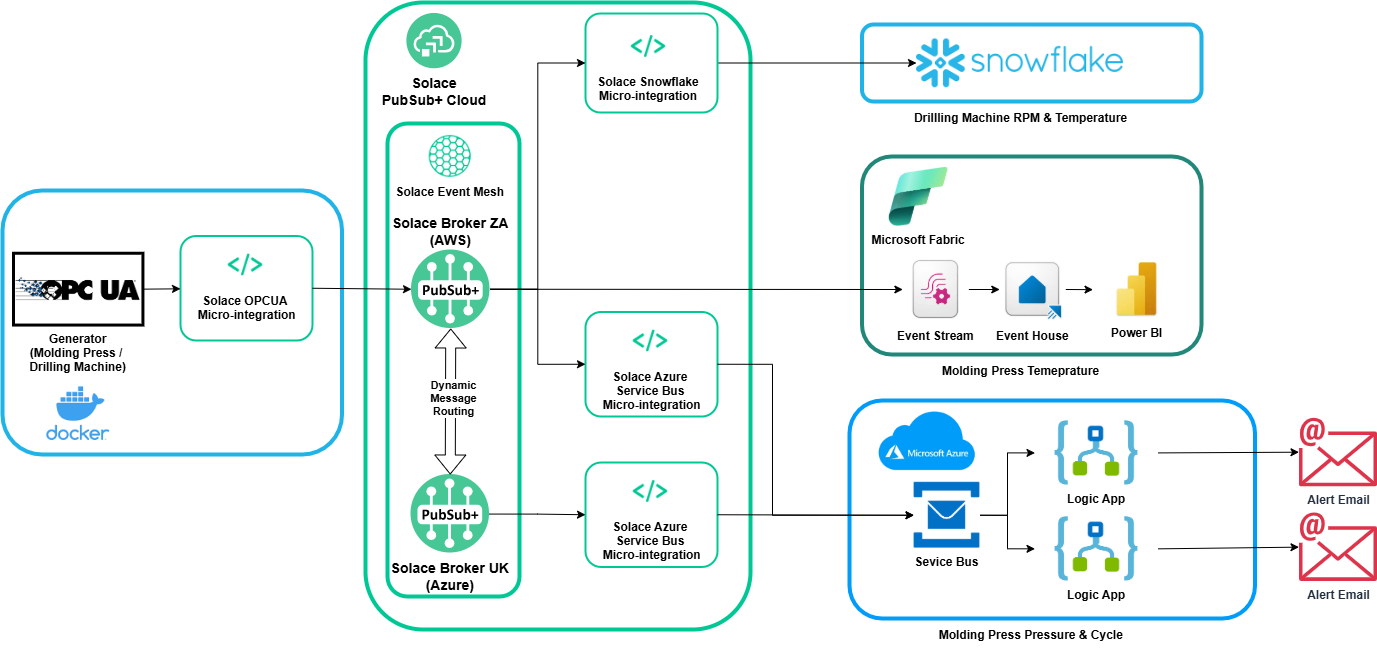 OPC UA
Generator
(Molding Press /
Drilling Machine)
docker
</>
Solace OPCUA
Micro-integration
Solace
PubSub+ Cloud
Solace Event Mesh
Solace Broker ZA
(AWS)
PubSub+
Dynamic
Message
Routing
PubSub+
Solace Broker UK
(Azure)
</>
Solace Snowflake
Micro-integration
</>
Solace Azure
Service Bus
Micro-integration
</>
Solace Azure
Service Bus
Micro-integration
snowflake
Drillling Machine RPM & Temperature
Microsoft Fabric
Event Stream
Event House
Power BI
Molding Press Temeprature
Microsoft Azure
Sevice Bus
Logic App
Logic App
Molding Press Pressure & Cycle
@
Alert Email
@
Alert Email